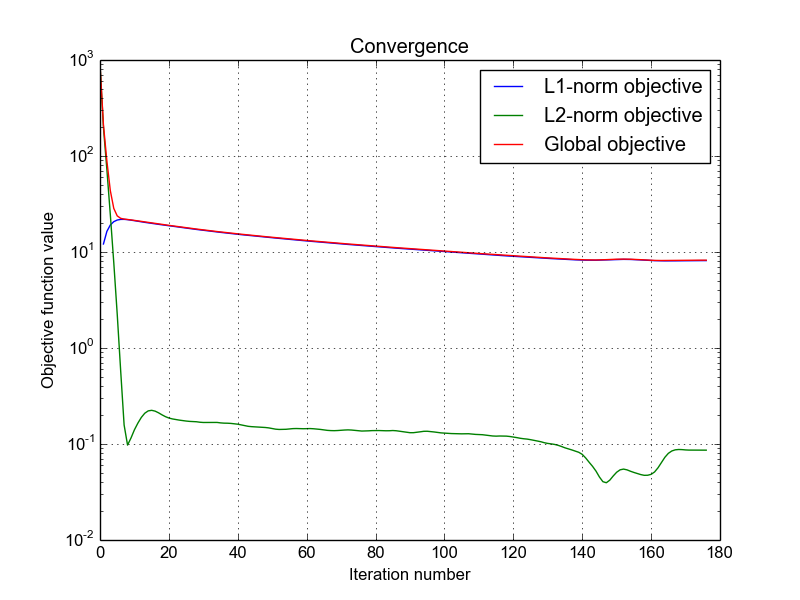 Convergence
10^3
10^2
10^1
10^0
10^-1
10^-2
Objective function value
L1-norm objective
L2-norm objective
Global objective
0 20 40 60 80 100 120 140 160 180
Iteration number